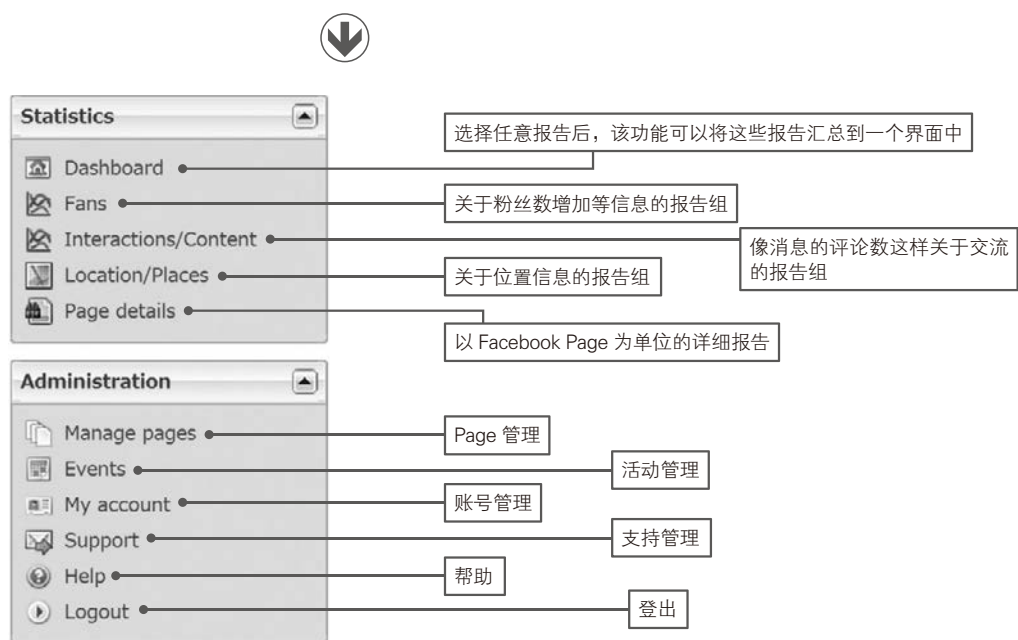 Statistics
选择任意报告后，该功能可以将这些报告汇总到一个界面中
Dashboard
Fans
关于粉丝数增加等信息的报告组
Interactions/Content
像消息的评论数这样关于交流
的报告组
Location/Places
关于位置信息的报告组
Page details
以 Facebook Page 为单位的详细报告
Administration
Manage pages
Page 管理
Events
活动管理
My account
账号管理
Support
支持管理
Help
帮助
Logout
登出